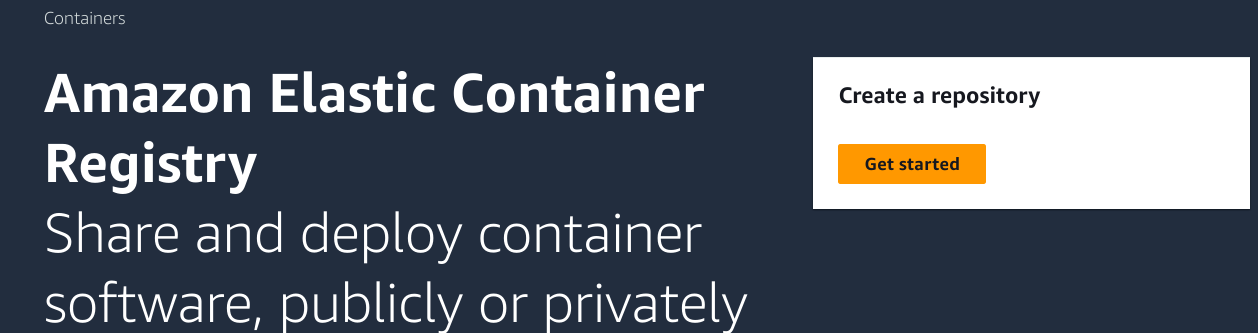 Containers
Amazon Elastic Container
Registry
Share and deploy container
software, publicly or privately
Create a repository
Get started